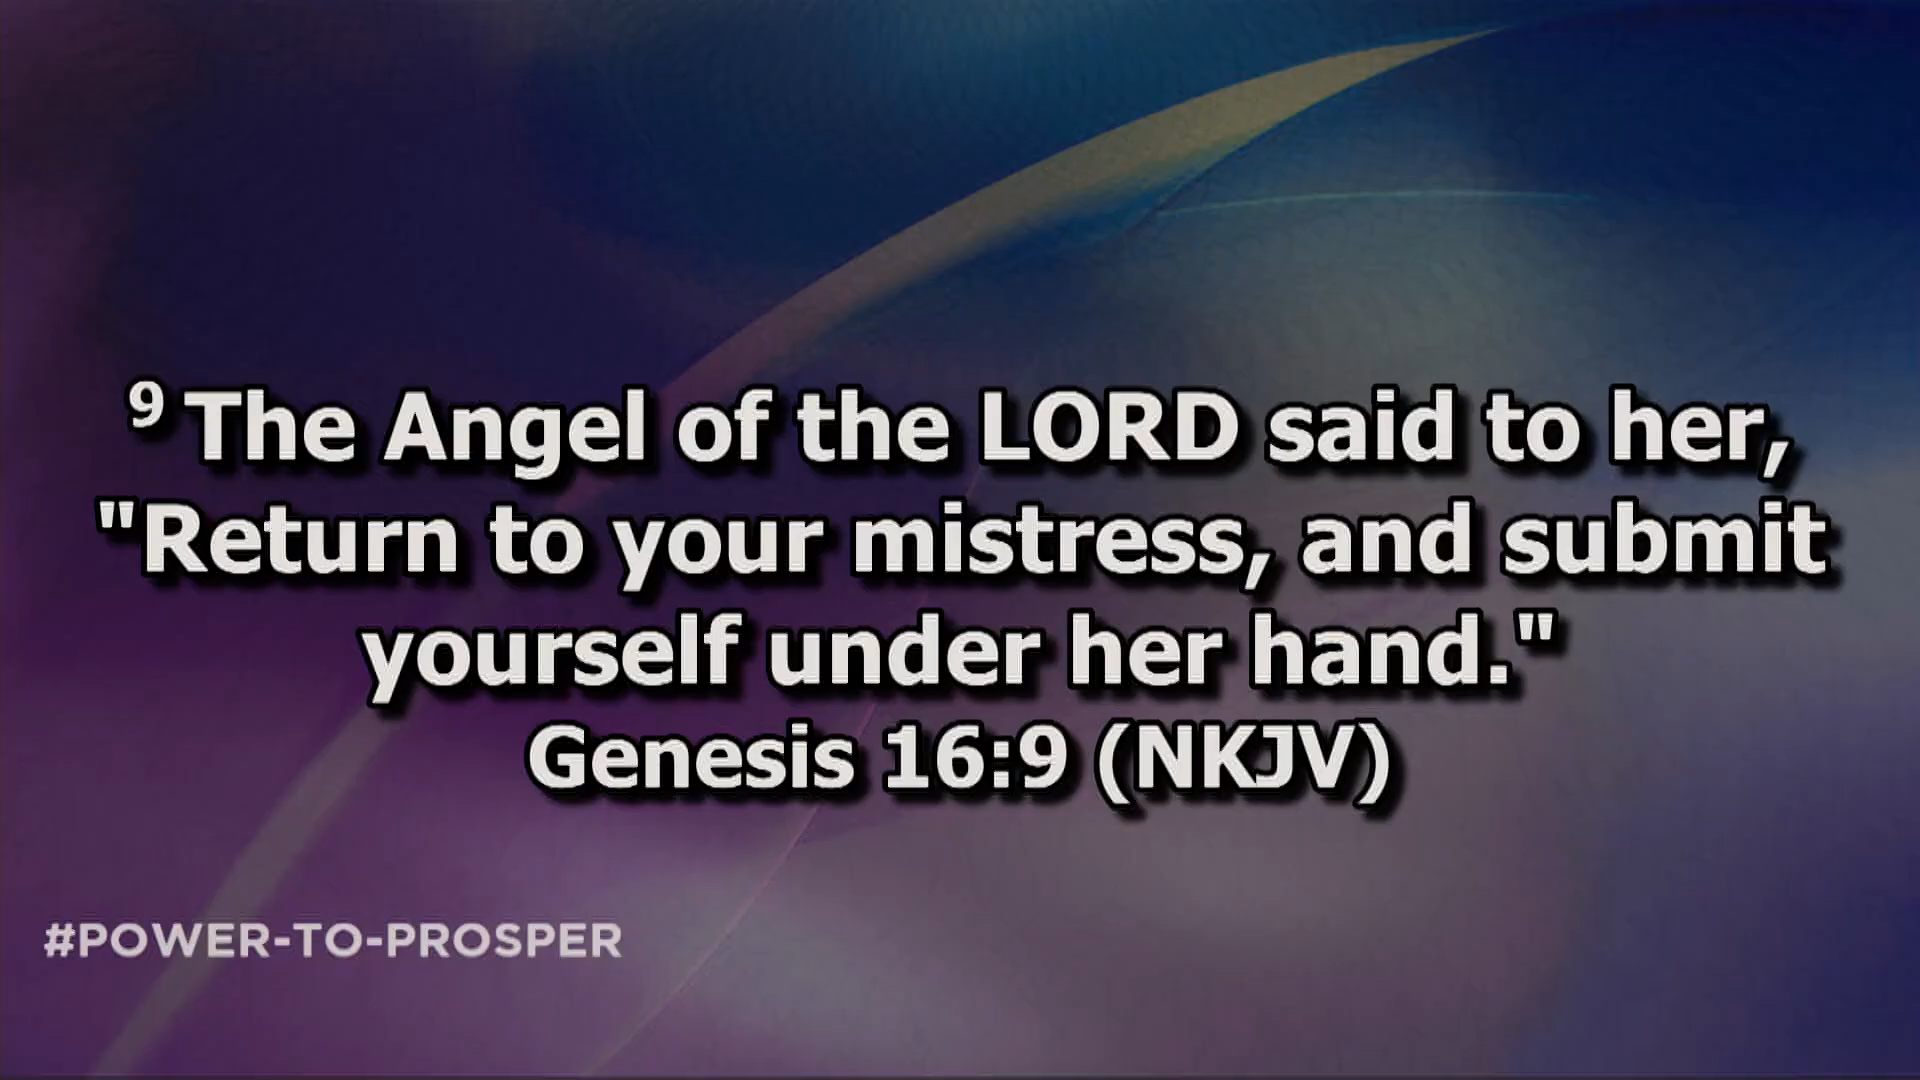 9 The Angel of the LORD said to her,
"Return to your mistress, and submit
yourself under her hand."
Genesis 16:9 (NKJV)
#POWER-TO-PROSPER